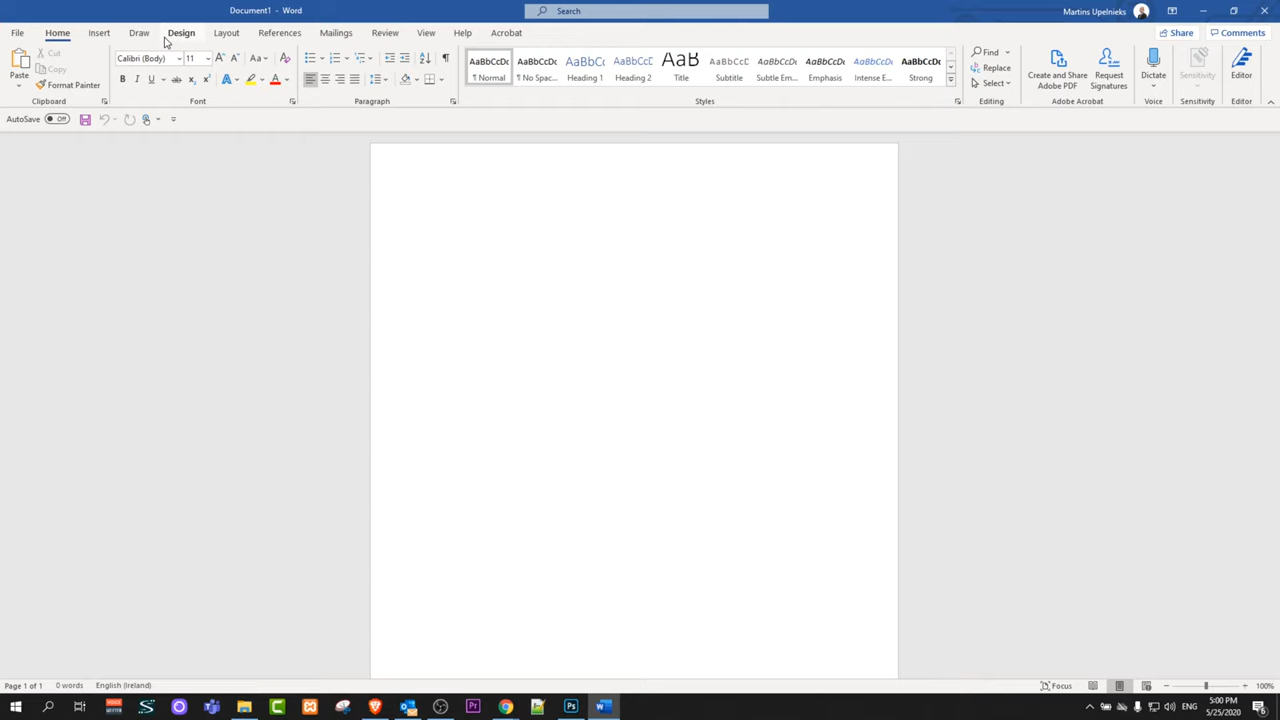 Document1 - Word
Search
Martins Upelnieks
File Home Insert Draw Design Layout References Mailings Review View Help Acrobat
Share Comments
Paste
Cut
Copy
Format Painter
Clipboard
Calibri (Body) 11
Font
Paragraph
AaBbCcDc AaBbCcDc AaBbCc AaBbCcD AaB AaBbCcD AaBbCcDc AaBbCcDc AaBbCcDc AaBbCcDc
¶ Normal ¶ No Spac... Heading 1 Heading 2 Title Subtitle Subtle Em... Emphasis Intense E... Strong
Styles
Find
Replace
Select
Editing
Create and Share
Adobe PDF
Request
Signatures
Adobe Acrobat
Dictate
Voice
Sensitivity
Sensitivity
Editor
Editor
AutoSave Off
Page 1 of 1 0 words English (Ireland)
Focus
100%
ENG
5:00 PM
5/25/2020